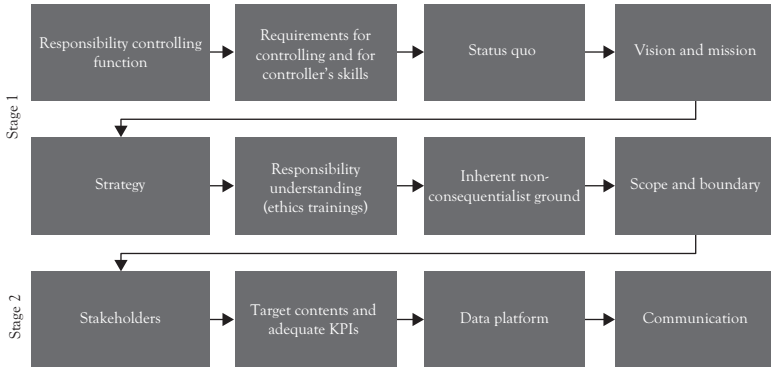 Stage 1
Responsibility controlling
function
Requirements for
controlling and for
controller's skills
Status quo
Vision and mission
Strategy
Responsibility
understanding
(ethics trainings)
Inherent non-
consequentialist ground
Scope and boundary
Stage 2
Stakeholders
Target contents and
adequate KPIs
Data platform
Communication